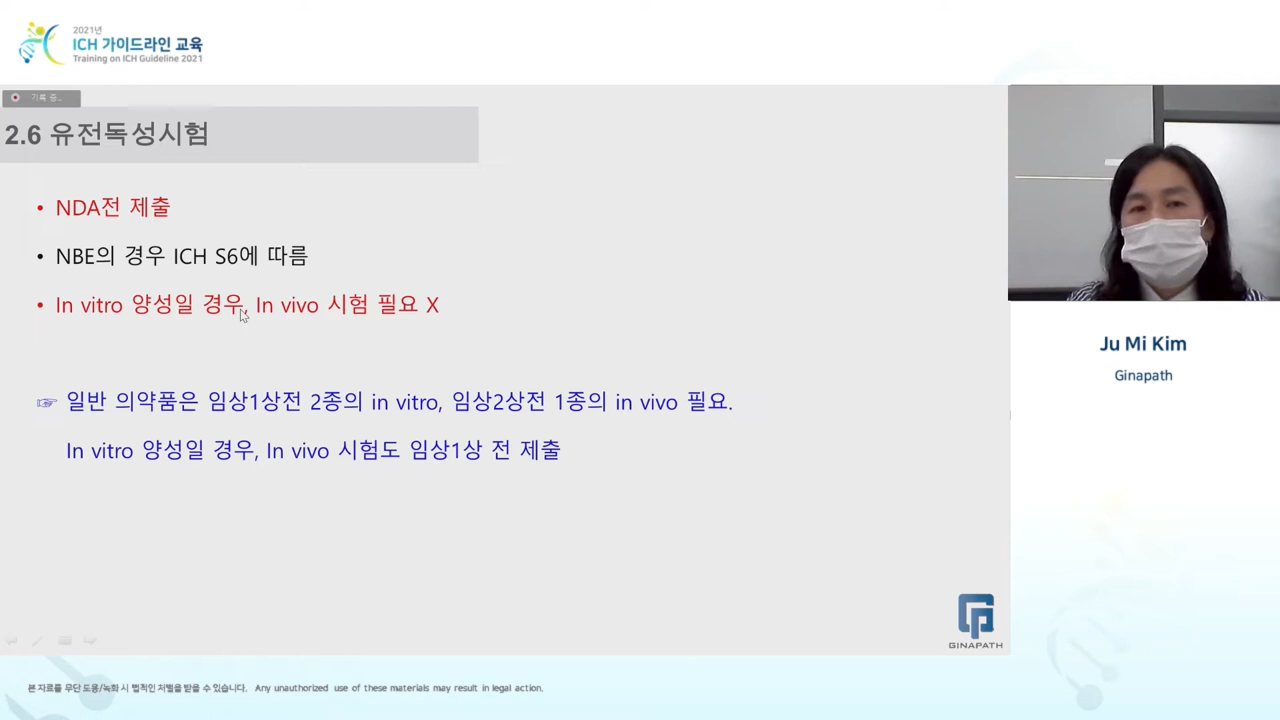 2021년
ICH 가이드라인 교육
Training on ICH Guideline 2021
기록 중...
2.6 유전독성시험
• NDA전 제출
• NBE의 경우 ICH S6에 따름
• In vitro 양성일 경우, In vivo 시험 필요 X
☞ 일반 의약품은 임상1상전 2종의 in vitro, 임상2상전 1종의 in vivo 필요.
In vitro 양성일 경우, In vivo 시험도 임상1상 전 제출
Ju Mi Kim
Ginapath
GINAPATH
본 자료를 무단 도용/녹화 시 법적인 처벌을 받을 수 있습니다. Any unauthorized use of these materials may result in legal action.